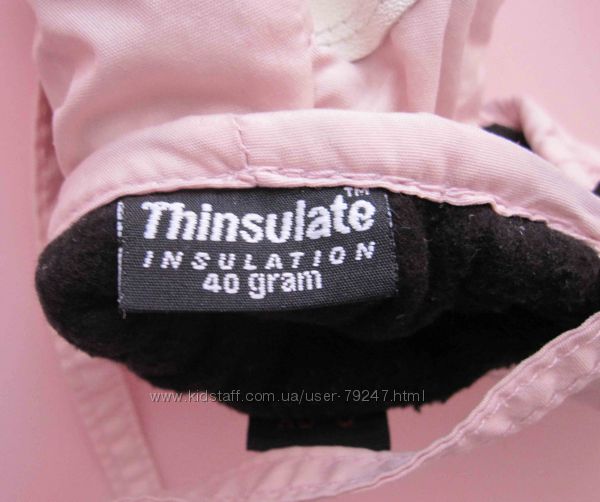 Thinsulate™
INSULATION
40 gram
www.kidstaff.com.ua/user-79247.html